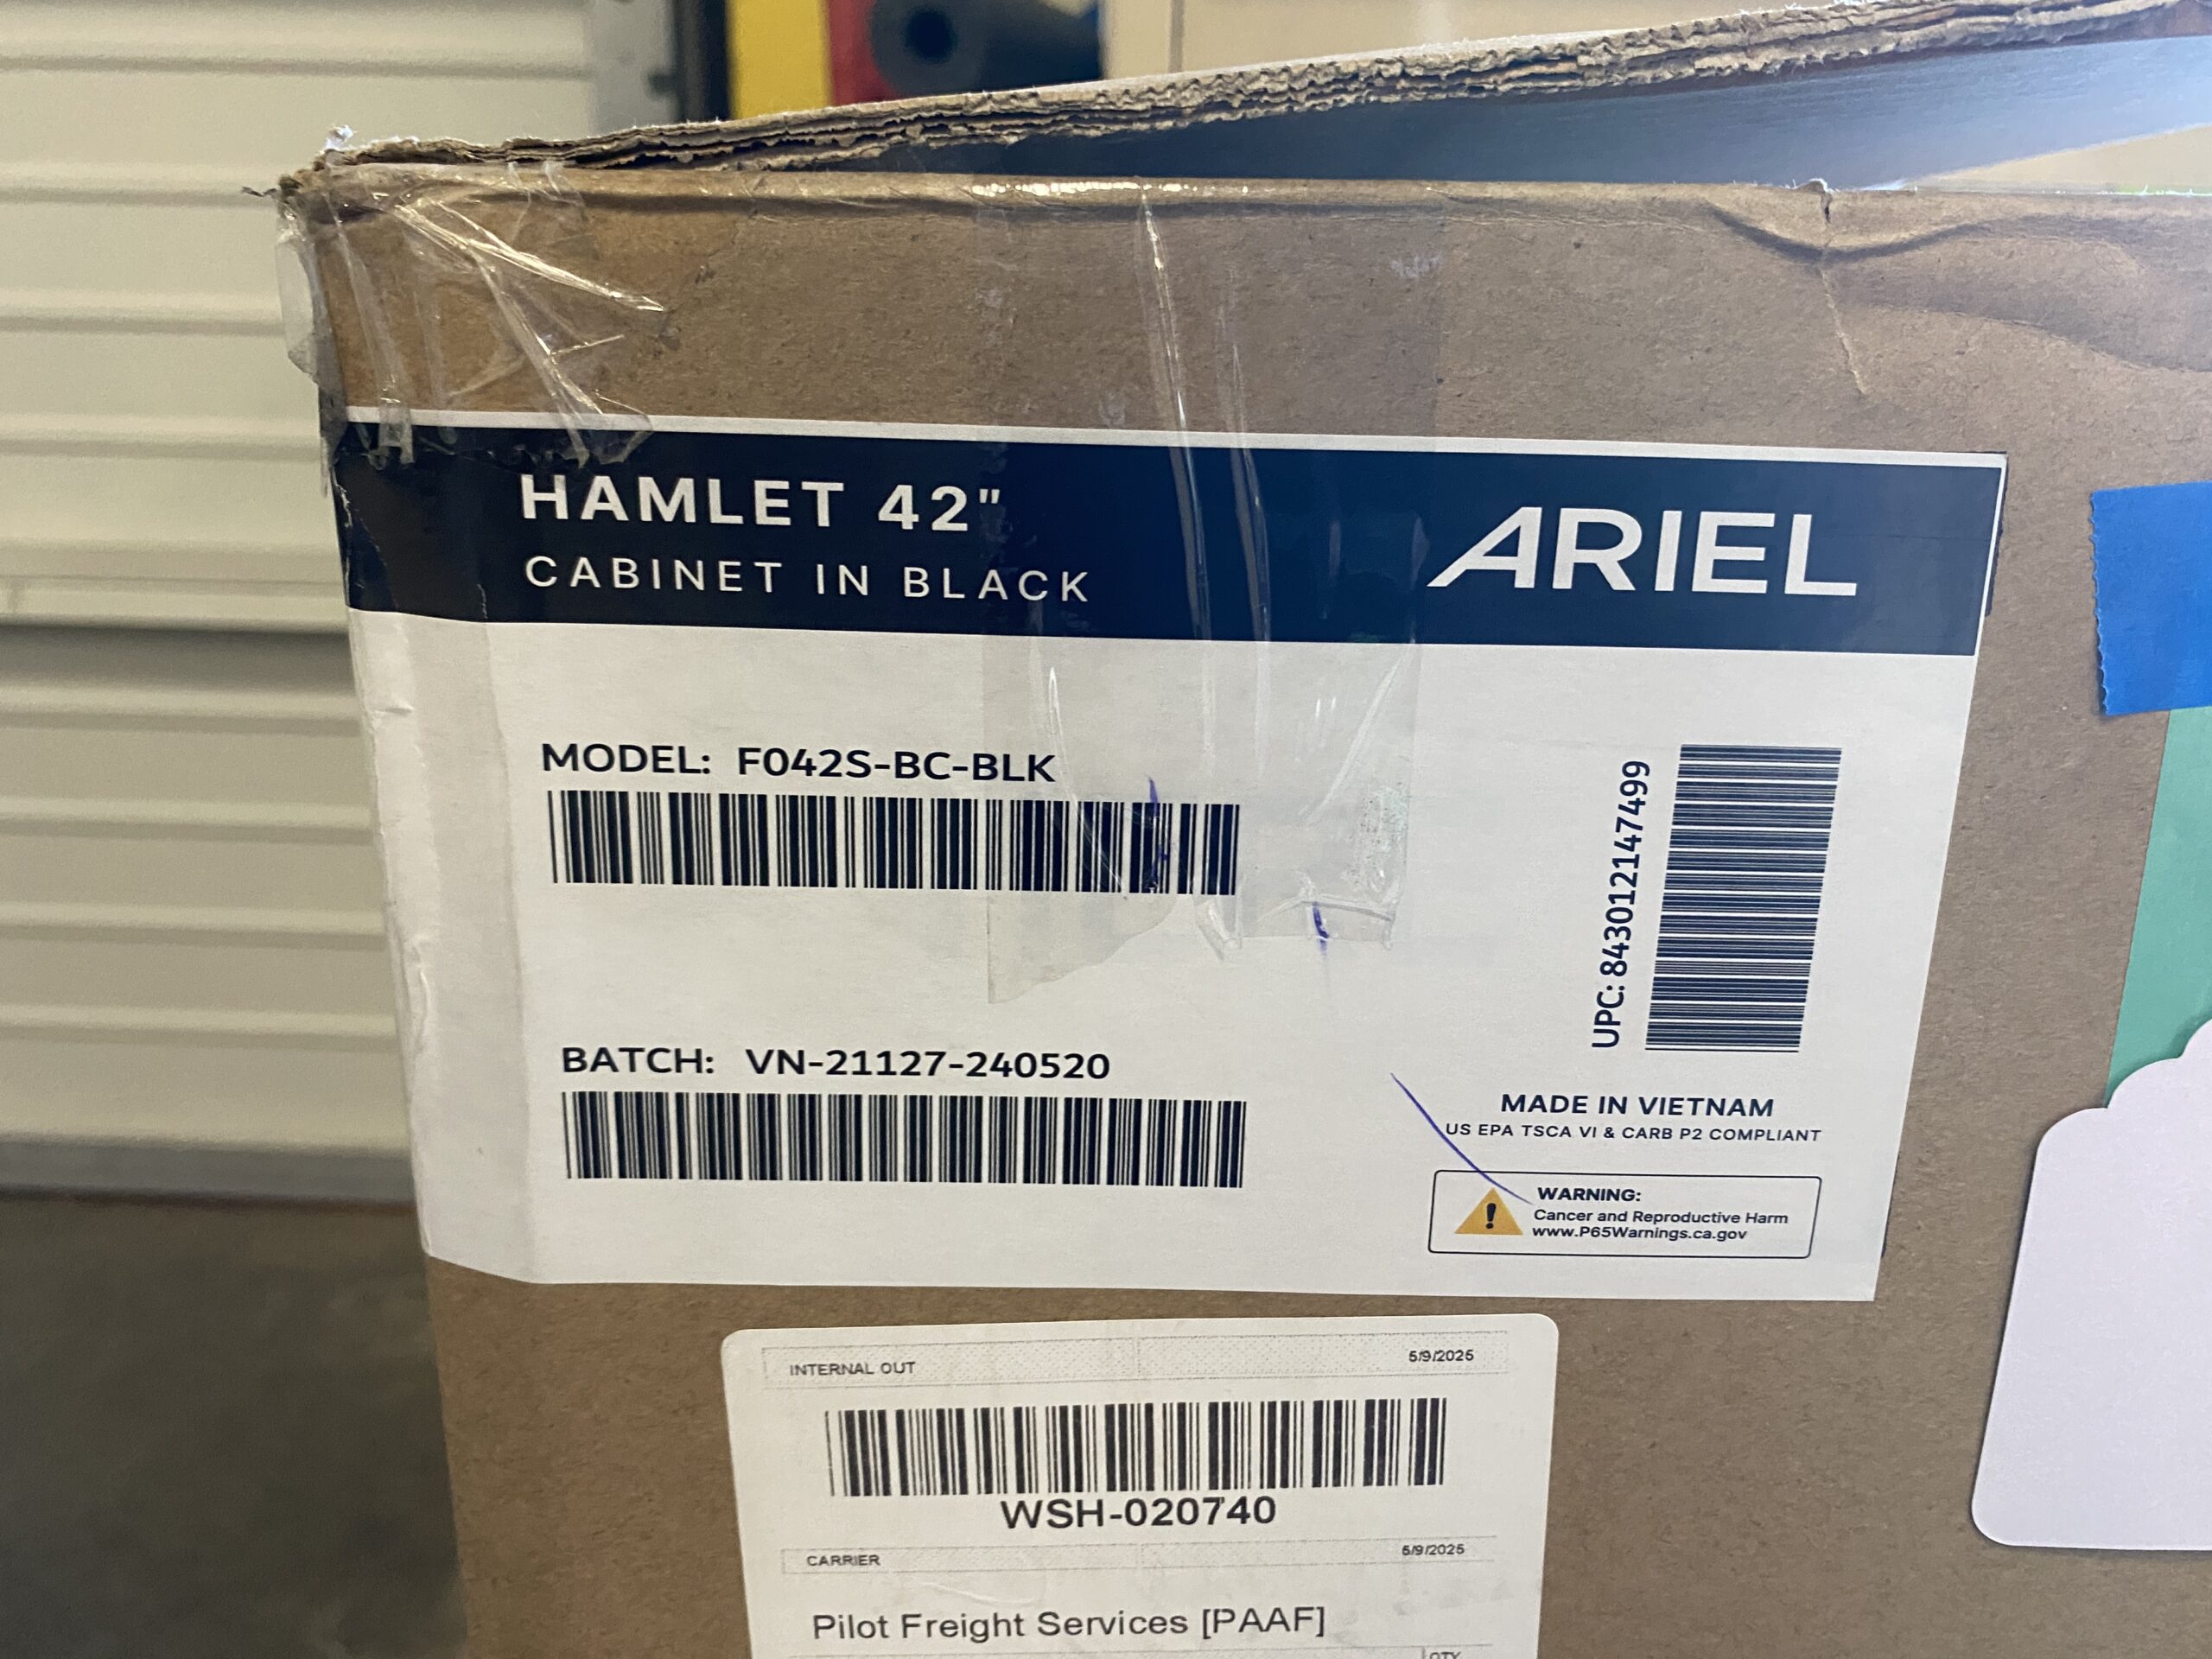 HAMLET 42"
CABINET IN BLACK
ARIEL
MODEL: F042S-BC-BLK
UPC: 843012147499
BATCH: VN-21127-240520
MADE IN VIETNAM
US EPA TSCA VI & CARB P2 COMPLIANT
WARNING:
Cancer and Reproductive Harm
www.P65Warnings.ca.gov
INTERNAL OUT
5/9/2025
WSH-020740
CARRIER
5/9/2025
Pilot Freight Services [PAAF]
QTY